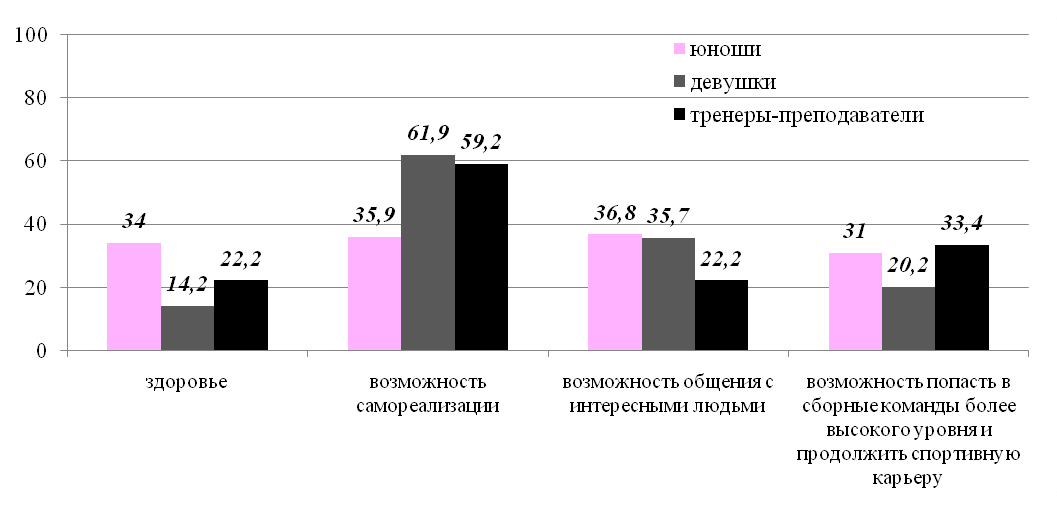 100
80
60
40
20
0
юноши
девушки
тренеры-преподаватели
34
14,2
22,2
35,9
61,9
59,2
36,8
35,7
22,2
31
20,2
33,4
здоровье
возможность
самореализации
возможность общения с
интересными людьми
возможность попасть в
сборные команды более
высокого уровня и
продолжить спортивную
карьеру